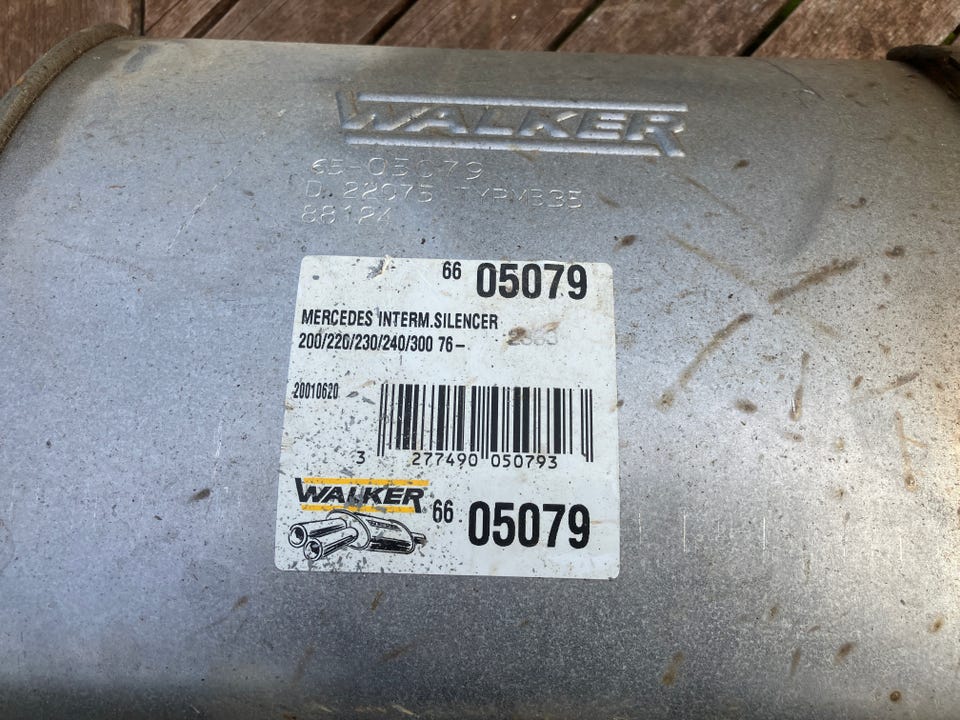 WALKER
65-05079
D. 22075 TYPMB35
88124
66 05079
MERCEDES INTERM.SILENCER
200/220/230/240/300 76-
20010620
3 277490 050793
WALKER
66 05079